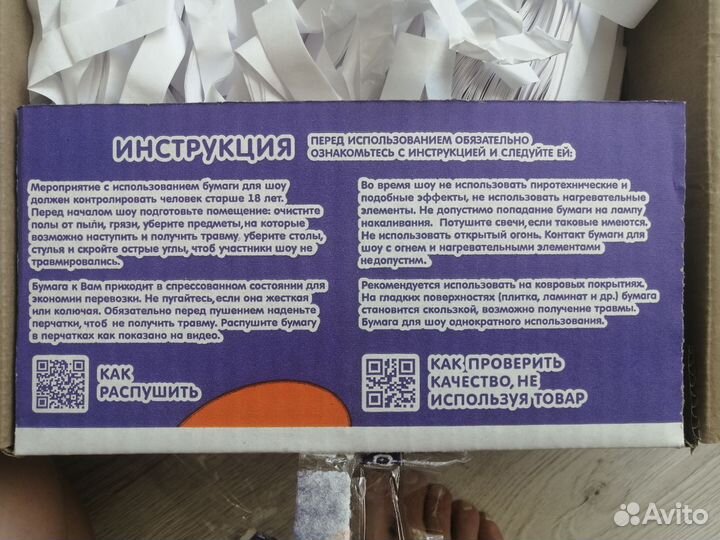 ИНСТРУКЦИЯ
ПЕРЕД ИСПОЛЬЗОВАНИЕМ ОБЯЗАТЕЛЬНО
ОЗНАКОМЬТЕСЬ С ИНСТРУКЦИЕЙ И СЛЕДУЙТЕ ЕЙ:
Мероприятие с использованием бумаги для шоу
должен контролировать человек старше 18 лет.
Перед началом шоу подготовьте помещение: очистите
полы от пыли, грязи, уберите предметы, на которые
возможно наступить и получить травму, уберите столы,
стулья и скройте острые углы, чтоб участники шоу не
травмировались.
Бумага к Вам приходит в спрессованном состоянии для
экономии перевозки. Не пугайтесь, если она жесткая
или колючая. Обязательно перед пушением наденьте
перчатки, чтоб не получить травму. Распушите бумагу
в перчатках как показано на видео.
КАК
РАСПУШИТЬ
Во время шоу не использовать пиротехнические и
подобные эффекты, не использовать нагревательные
элементы. Не допустимо попадание бумаги на лампу
накаливания. Потушите свечи, если таковые имеются.
Не использовать открытый огонь. Контакт бумаги для
шоу с огнем и нагревательными элементами
недопустим.
Рекомендуется использовать на ковровых покрытиях.
На гладких поверхностях (плитка, ламинат и др.) бумага
становится скользкой, возможно получение травмы.
Бумага для шоу однократного использования.
КАК ПРОВЕРИТЬ
КАЧЕСТВО, НЕ
ИСПОЛЬЗУЯ ТОВАР
Avito